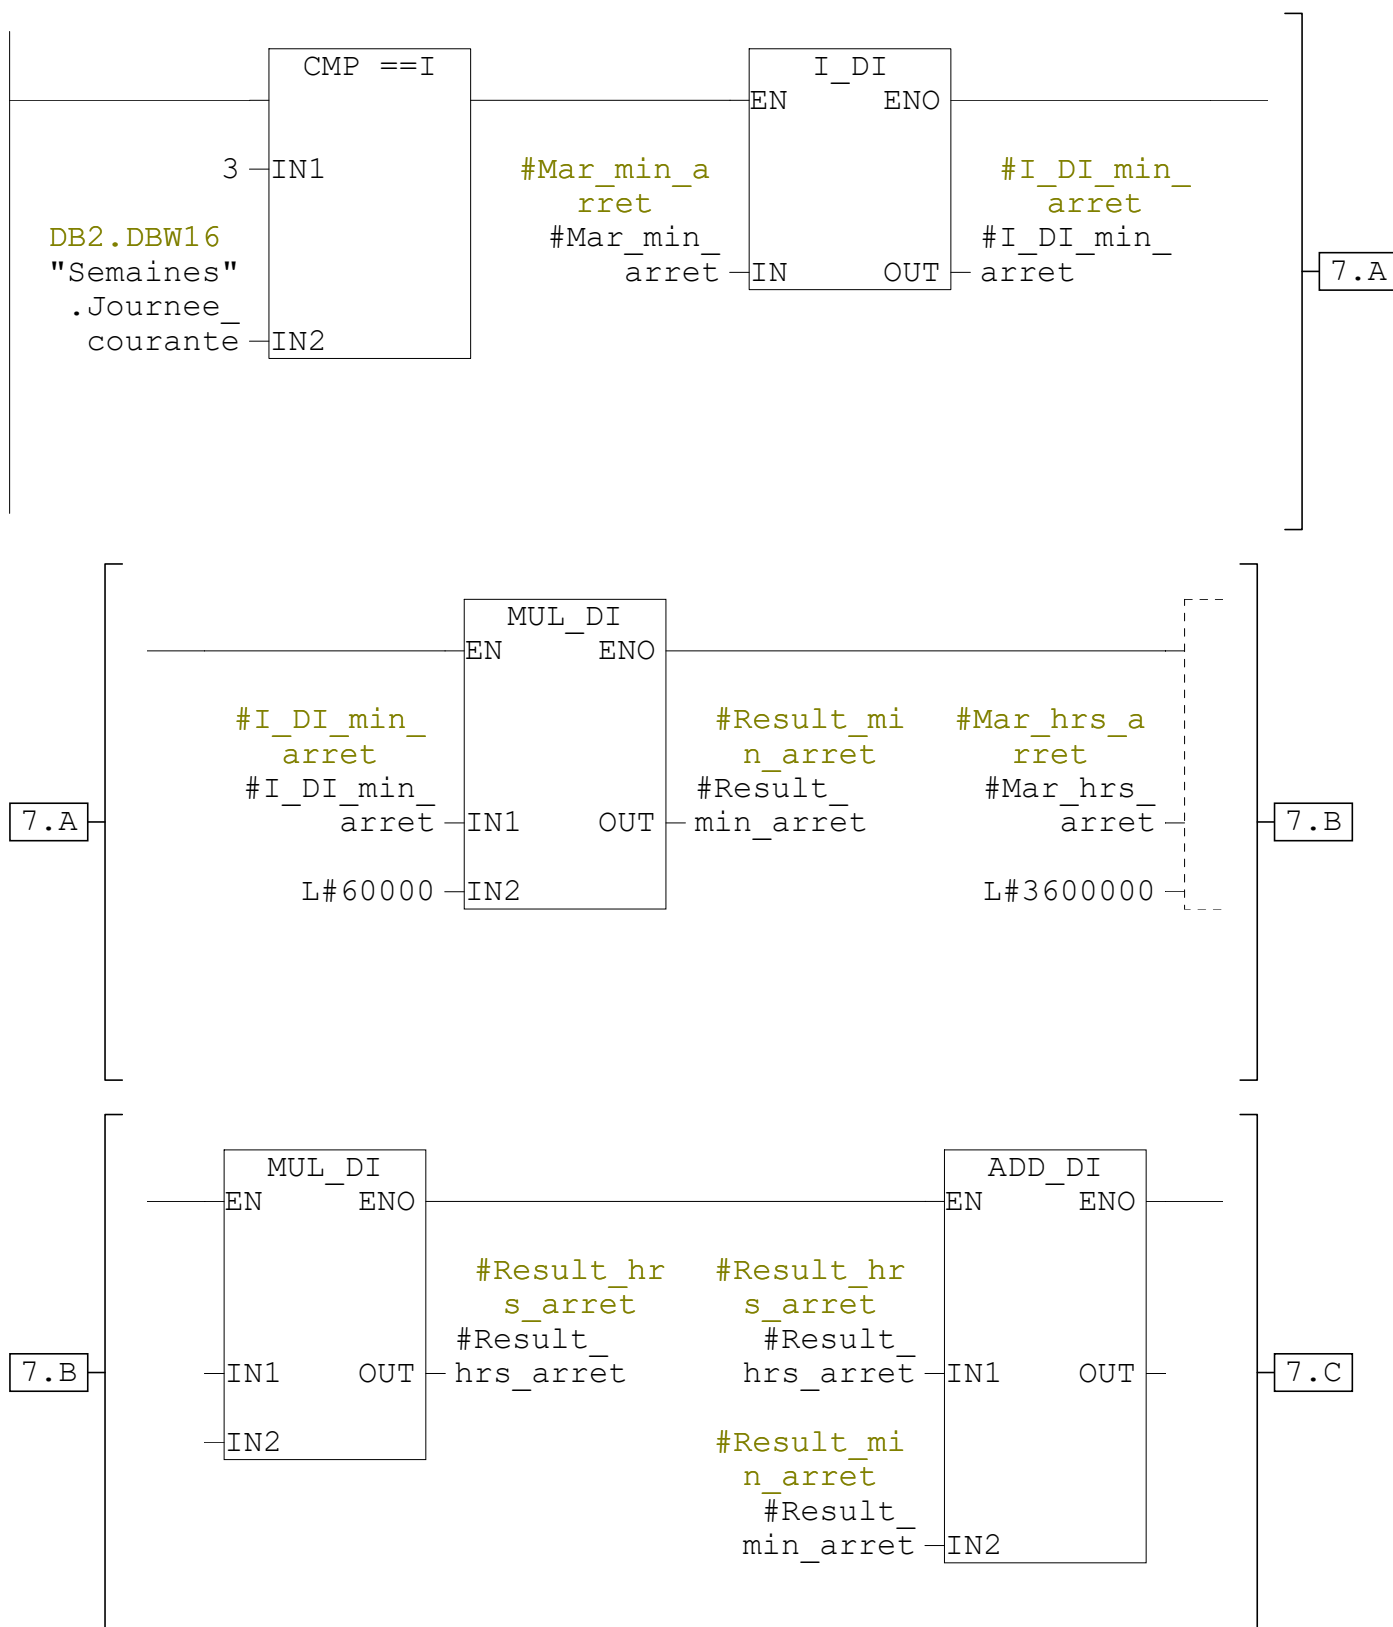 CMP ==I
I_DI
EN ENO
3 IN1
#Mar_min_a
rret
#Mar_min_
arret IN OUT
#I_DI_min_
arret
#I_DI_min_
arret
DB2.DBW16
"Semaines"
.Journee_
courante IN2
7.A
MUL_DI
EN ENO
#I_DI_min_
arret
#I_DI_min_
arret IN1 OUT
#Result_mi
n_arret
#Result_
min_arret
#Mar_hrs_a
rret
#Mar_hrs_
arret
7.A
7.B
L#60000 IN2
L#3600000
MUL_DI
EN ENO
ADD_DI
EN ENO
#Result_hr
s_arret
#Result_
hrs_arret
#Result_hr
s_arret
#Result_
hrs_arret IN1 OUT
7.B
IN1 OUT
7.C
IN2
#Result_mi
n_arret
#Result_
min_arret IN2